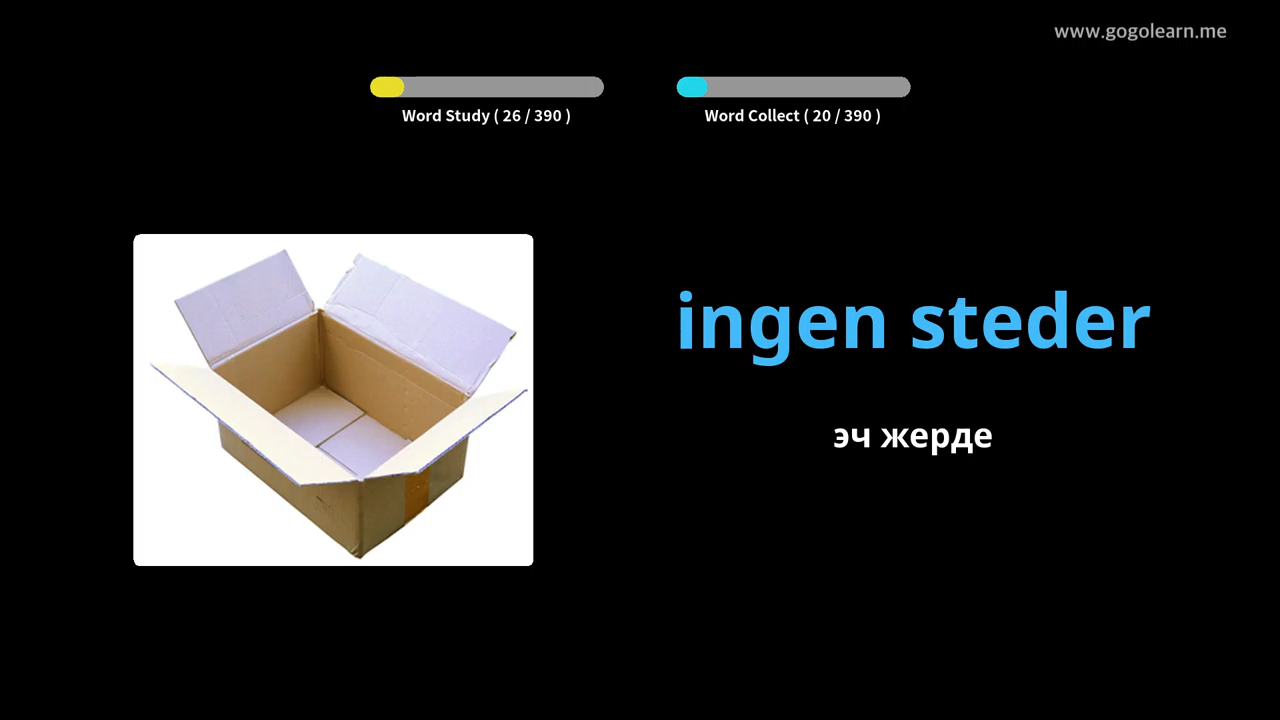 www.gogolearn.me
Word Study ( 26 / 390 )
Word Collect ( 20 / 390 )
ingen steder
эч жерде